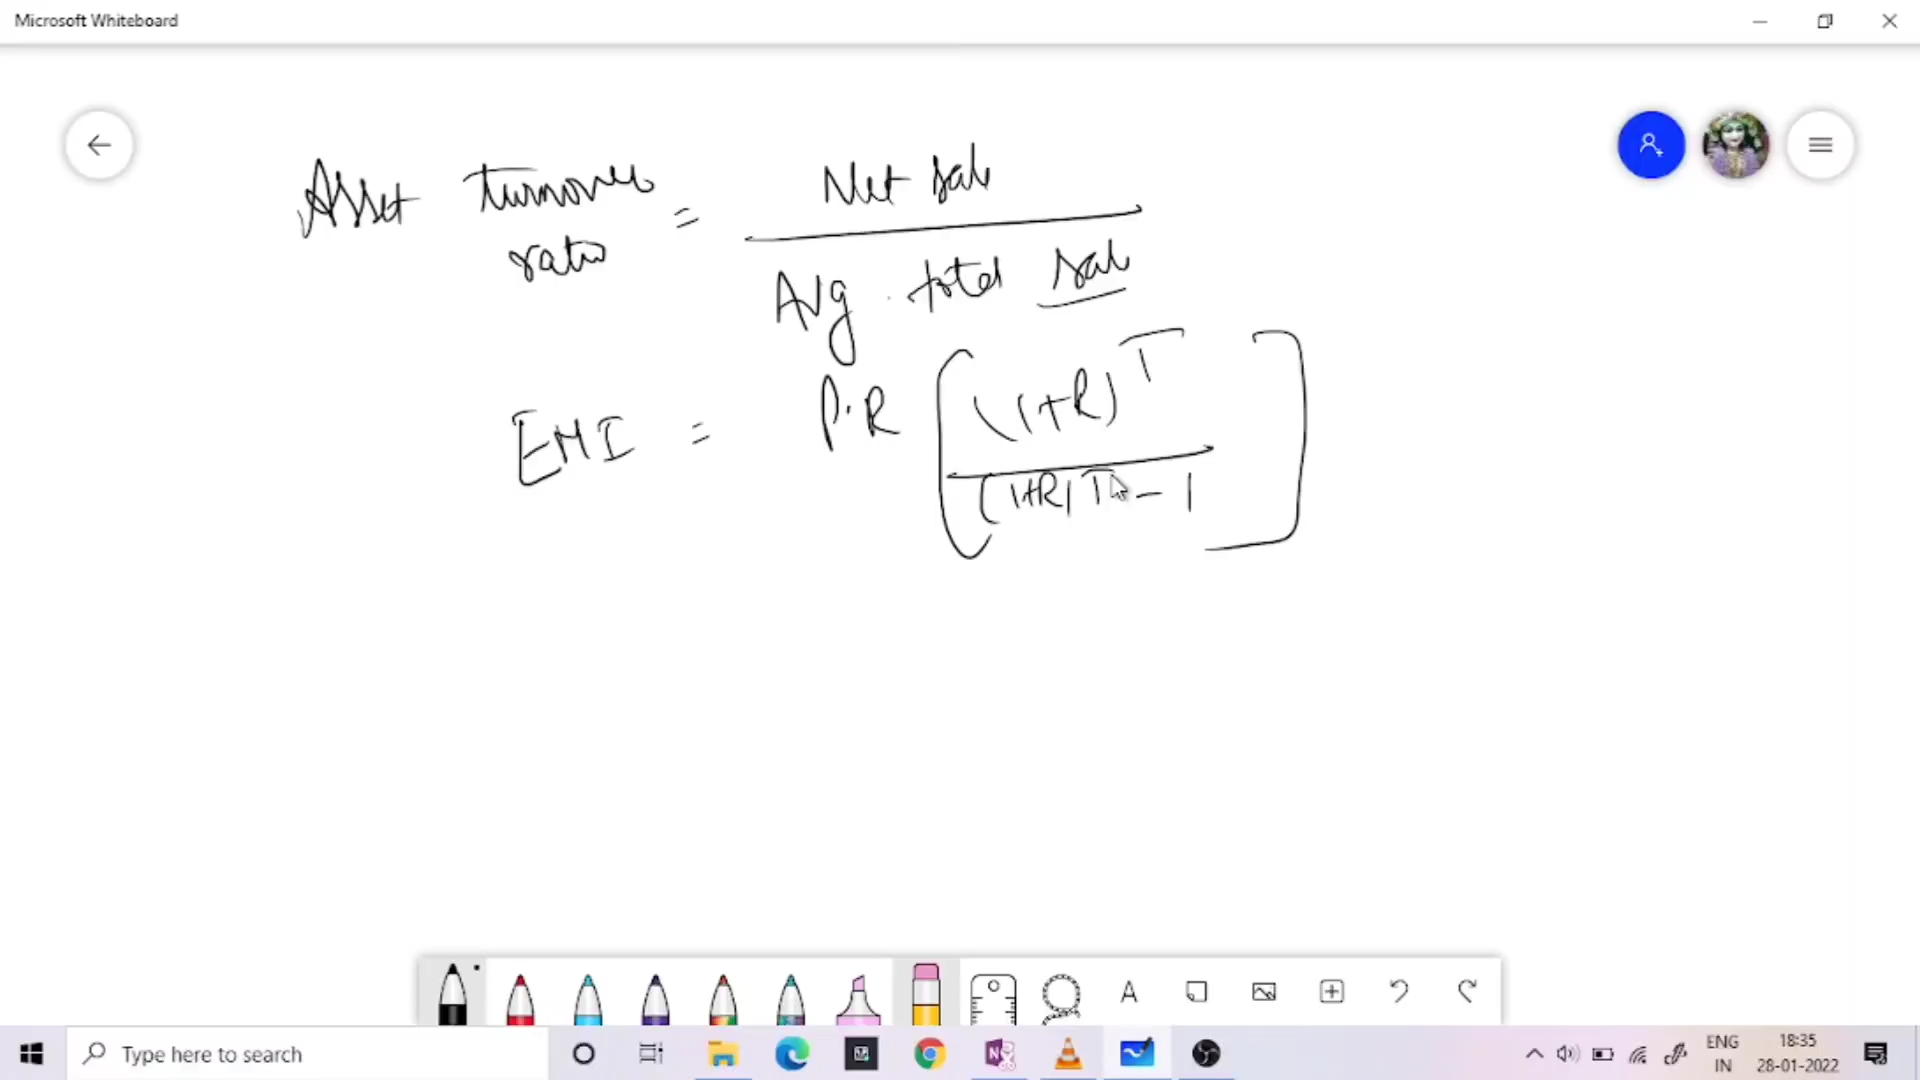 Microsoft Whiteboard
Asset turnover ratio = Net sale / Avg. total sale
EMI = P.R [ (1+R)^T / (1+R)^T - 1 ]
A
Type here to search
ENG
IN
18:35
28-01-2022